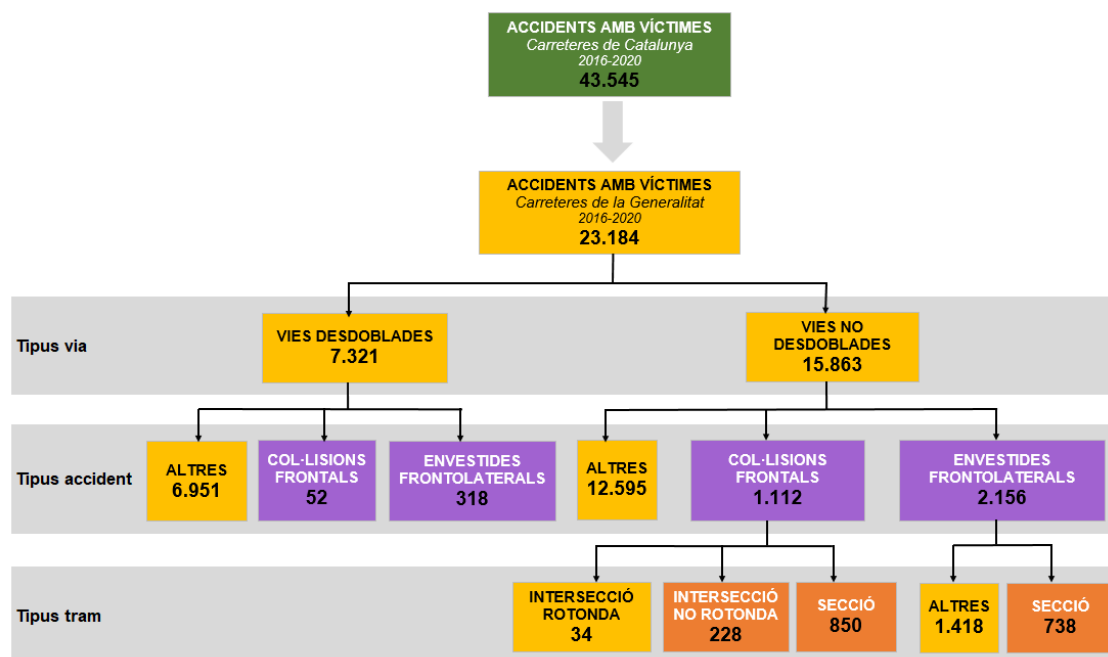 ACCIDENTS AMB VÍCTIMES
Carreteres de Catalunya
2016-2020
43.545
ACCIDENTS AMB VÍCTIMES
Carreteres de la Generalitat
2016-2020
23.184
Tipus via
VIES DESDOBLADES
7.321
VIES NO
DESDOBLADES
15.863
Tipus accident
ALTRES
6.951
COL·LISIONS
FRONTALS
52
ENVESTIDES
FRONTOLATERALS
318
ALTRES
12.595
COL·LISIONS
FRONTALS
1.112
ENVESTIDES
FRONTOLATERALS
2.156
Tipus tram
INTERSECCIÓ
ROTONDA
34
INTERSECCIÓ
NO ROTONDA
228
SECCIÓ
850
ALTRES
1.418
SECCIÓ
738